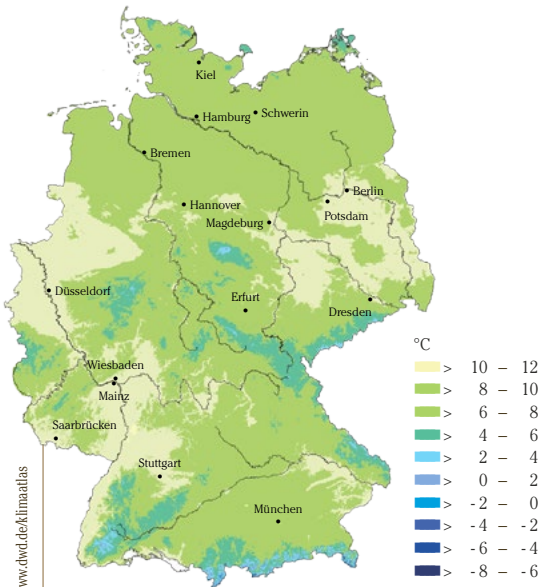 Kiel
Hamburg
Schwerin
Bremen
Hannover
Berlin
Potsdam
Magdeburg
Düsseldorf
Erfurt
Dresden
Wiesbaden
Mainz
Saarbrücken
Stuttgart
München
°C
> 10 – 12
> 8 – 10
> 6 – 8
> 4 – 6
> 2 – 4
> 0 – 2
> -2 – 0
> -4 – -2
> -6 – -4
> -8 – -6
ww.dwd.de/klimaatlas